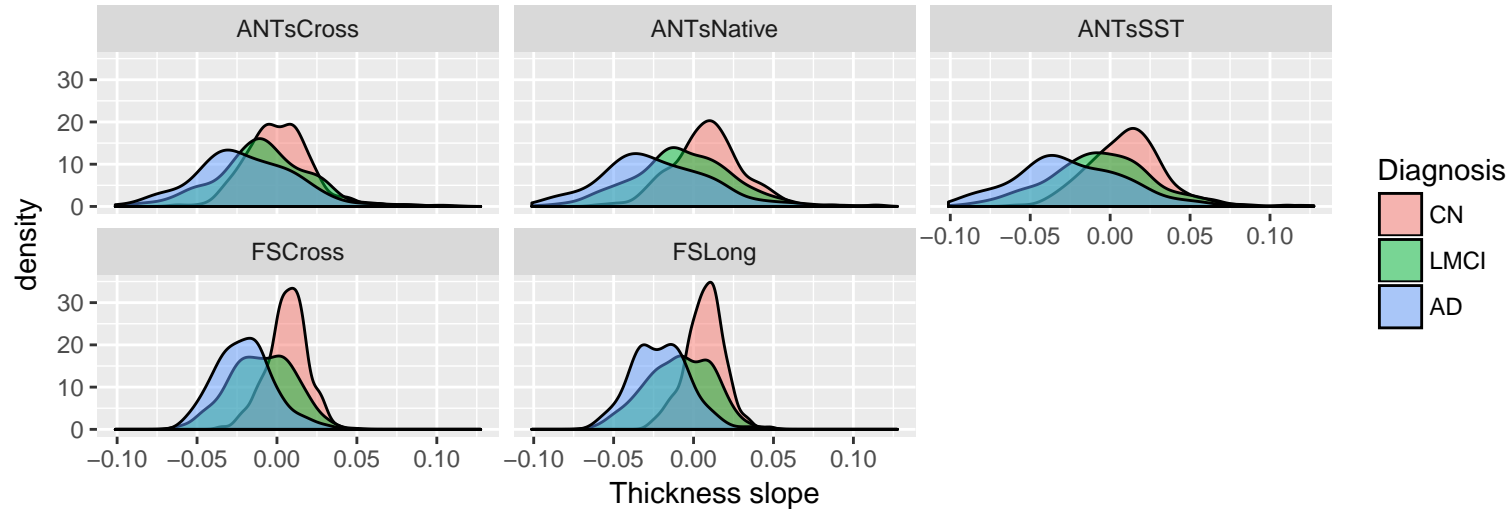 ANTsCross ANTsNative ANTsSST
30
20
10
0
−0.10 −0.05 0.00 0.05 0.10
FSCross FSLong
30
20
10
0
−0.10 −0.05 0.00 0.05 0.10 −0.10 −0.05 0.00 0.05 0.10
Thickness slope
density
Diagnosis
CN
LMCI
AD